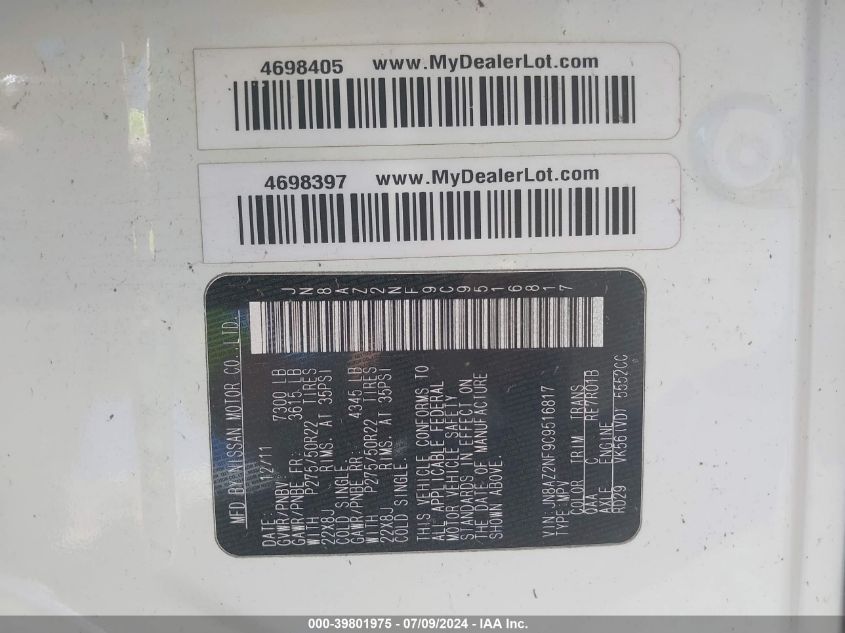 4698405 www.MyDealerLot.com
4698397 www.MyDealerLot.com
JN8AZ2NF9C9516817
MFD BY NISSAN MOTOR CO.,LTD.
DATE: 12/11
GVWR/PNBV 7300 LB
GAWR/PNBE FR: 3615 LB
WITH P275/50R22 TIRES
22X8J RIMS, AT 35PSI
COLD SINGLE.
GAWR/PNBE RR: 4345 LB
WITH P275/50R22 TIRES
22X8J RIMS, AT 35PSI
COLD SINGLE.
THIS VEHICLE CONFORMS TO
ALL APPLICABLE FEDERAL
MOTOR VEHICLE SAFETY
STANDARDS IN EFFECT ON
THE DATE OF MANUFACTURE
SHOWN ABOVE.
VIN: JN8AZ2NF9C9516817
TYPE: MPV
COLOR TRIM TRANS
QAA C RE7R01B
AXLE ENGINE
RD29 VK56(VD) 5552CC
000-39801975 / 07/09/2024 - IAA Inc.